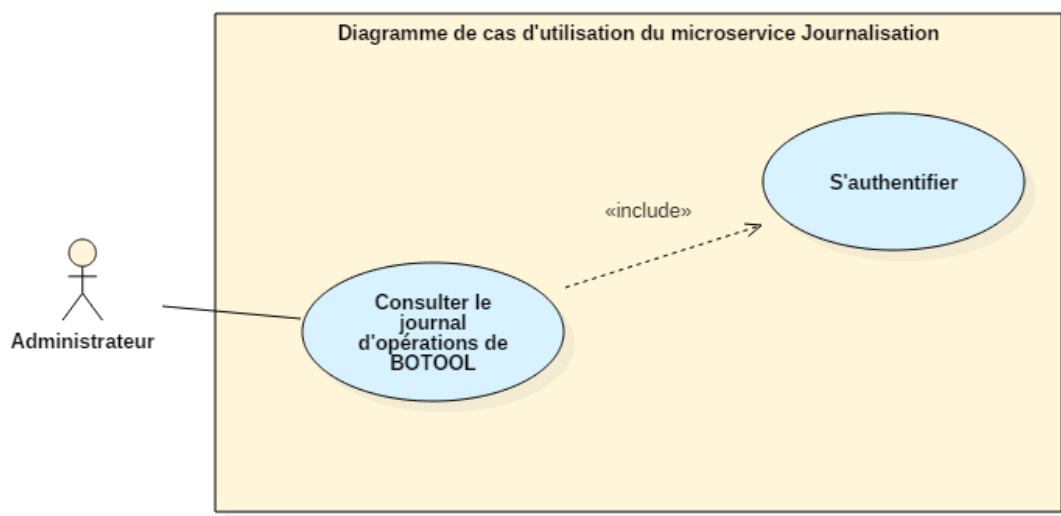 Diagramme de cas d'utilisation du microservice Journalisation
S'authentifier
«include»
Consulter le
journal
d'opérations de
BOTOOL
Administrateur